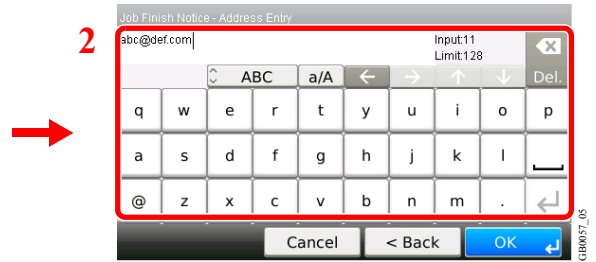 Job Finish Notice - Address Entry
2
abc@def.com
Input:11
Limit:128
ABC a/A ← → ↑ ↓ Del.
q w e r t y u i o p
a s d f g h j k l
@ z x c v b n m .
Cancel < Back OK
GB0057_05